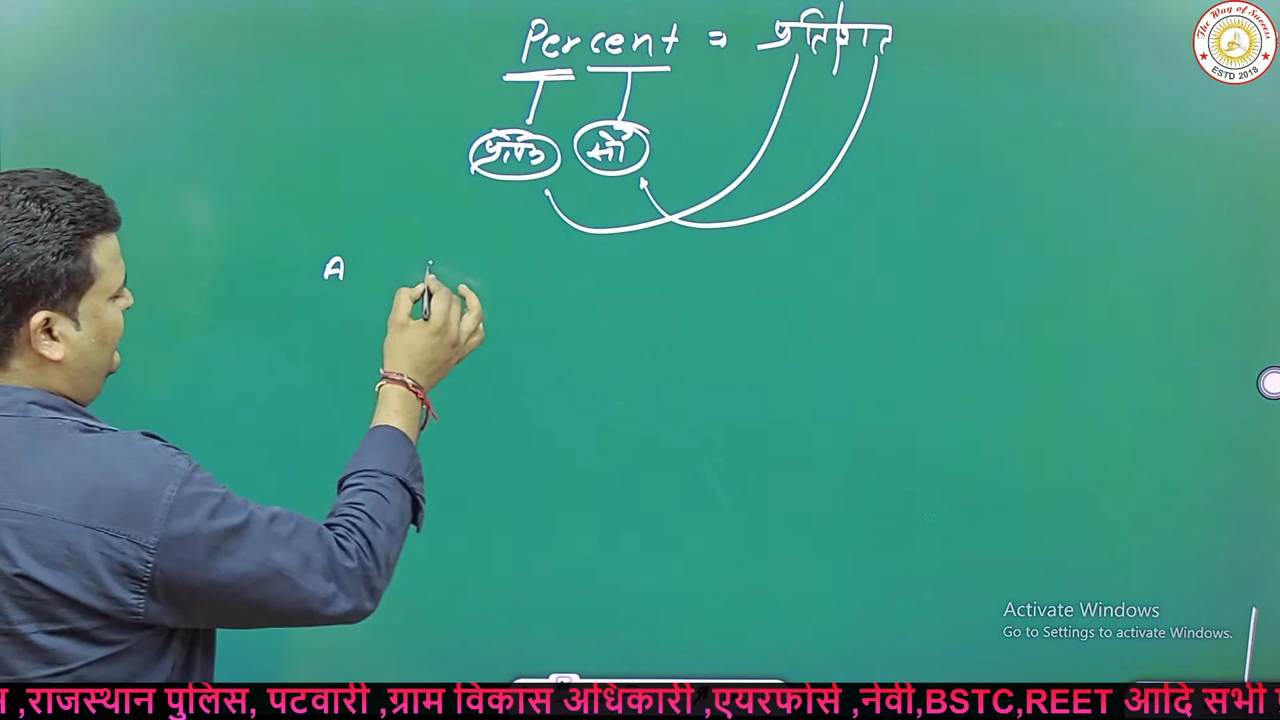 Percent = प्रतिशत
सौ
A
The Way of Success
ESTD 2018
Activate Windows
Go to Settings to activate Windows.
,राजस्थान पुलिस, पटवारी ,ग्राम विकास अधिकारी ,एयरफोर्स ,नेवी,BSTC,REET आदि सभी